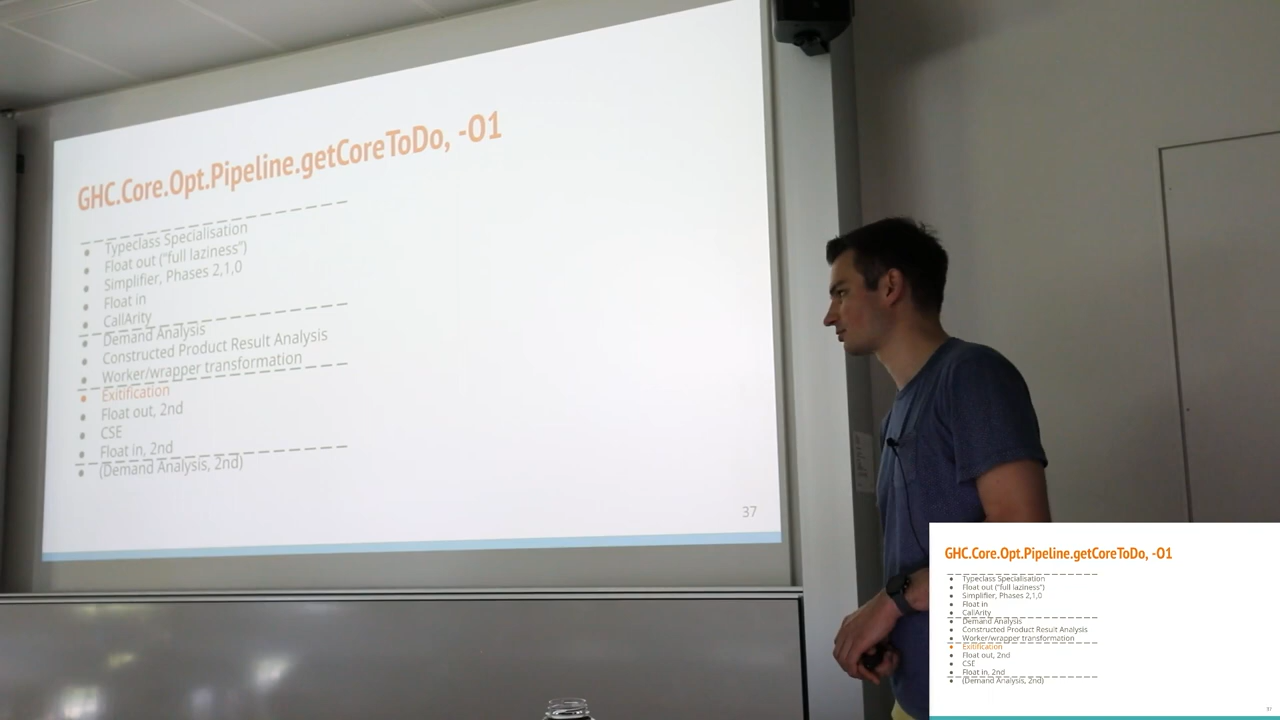 GHC.Core.Opt.Pipeline.getCoreToDo, -O1
Typeclass Specialisation
Float out ("full laziness")
Simplifier, Phases 2,1,0
Float in
CallArity
Demand Analysis
Constructed Product Result Analysis
Worker/wrapper transformation
Exitification
Float out, 2nd
CSE
Float in, 2nd
(Demand Analysis, 2nd)
37
GHC.Core.Opt.Pipeline.getCoreToDo, -O1
Typeclass Specialisation
Float out ("full laziness")
Simplifier, Phases 2,1,0
Float in
CallArity
Demand Analysis
Constructed Product Result Analysis
Worker/wrapper transformation
Exitification
Float out, 2nd
CSE
Float in, 2nd
(Demand Analysis, 2nd)
37